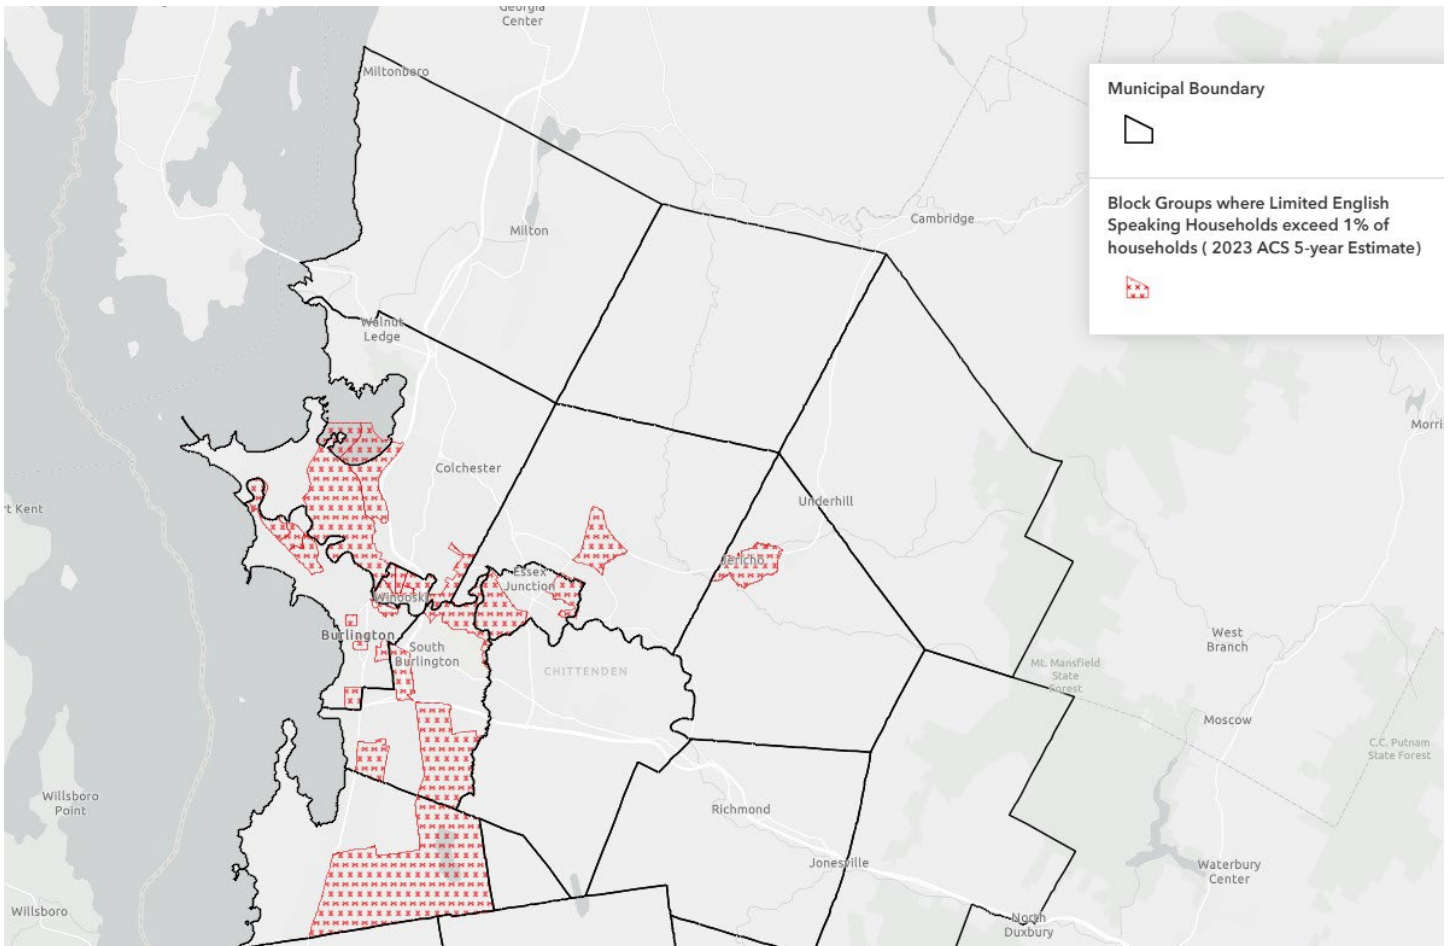 Georgia
Center
Miltonboro
Municipal Boundary
Block Groups where Limited English
Speaking Households exceed 1% of
households ( 2023 ACS 5-year Estimate)
Cambridge
Milton
Walnut
Ledge
Morri
Colchester
rt Kent
Underhill
Jericho
Essex
Junction
Winooski
Burlington
South
Burlington
CHITTENDEN
West
Branch
Mt. Mansfield
State
Forest
Moscow
C.C. Putnam
State Forest
Willsboro
Point
Richmond
Jonesville
Waterbury
Center
Willsboro
North
Duxbury